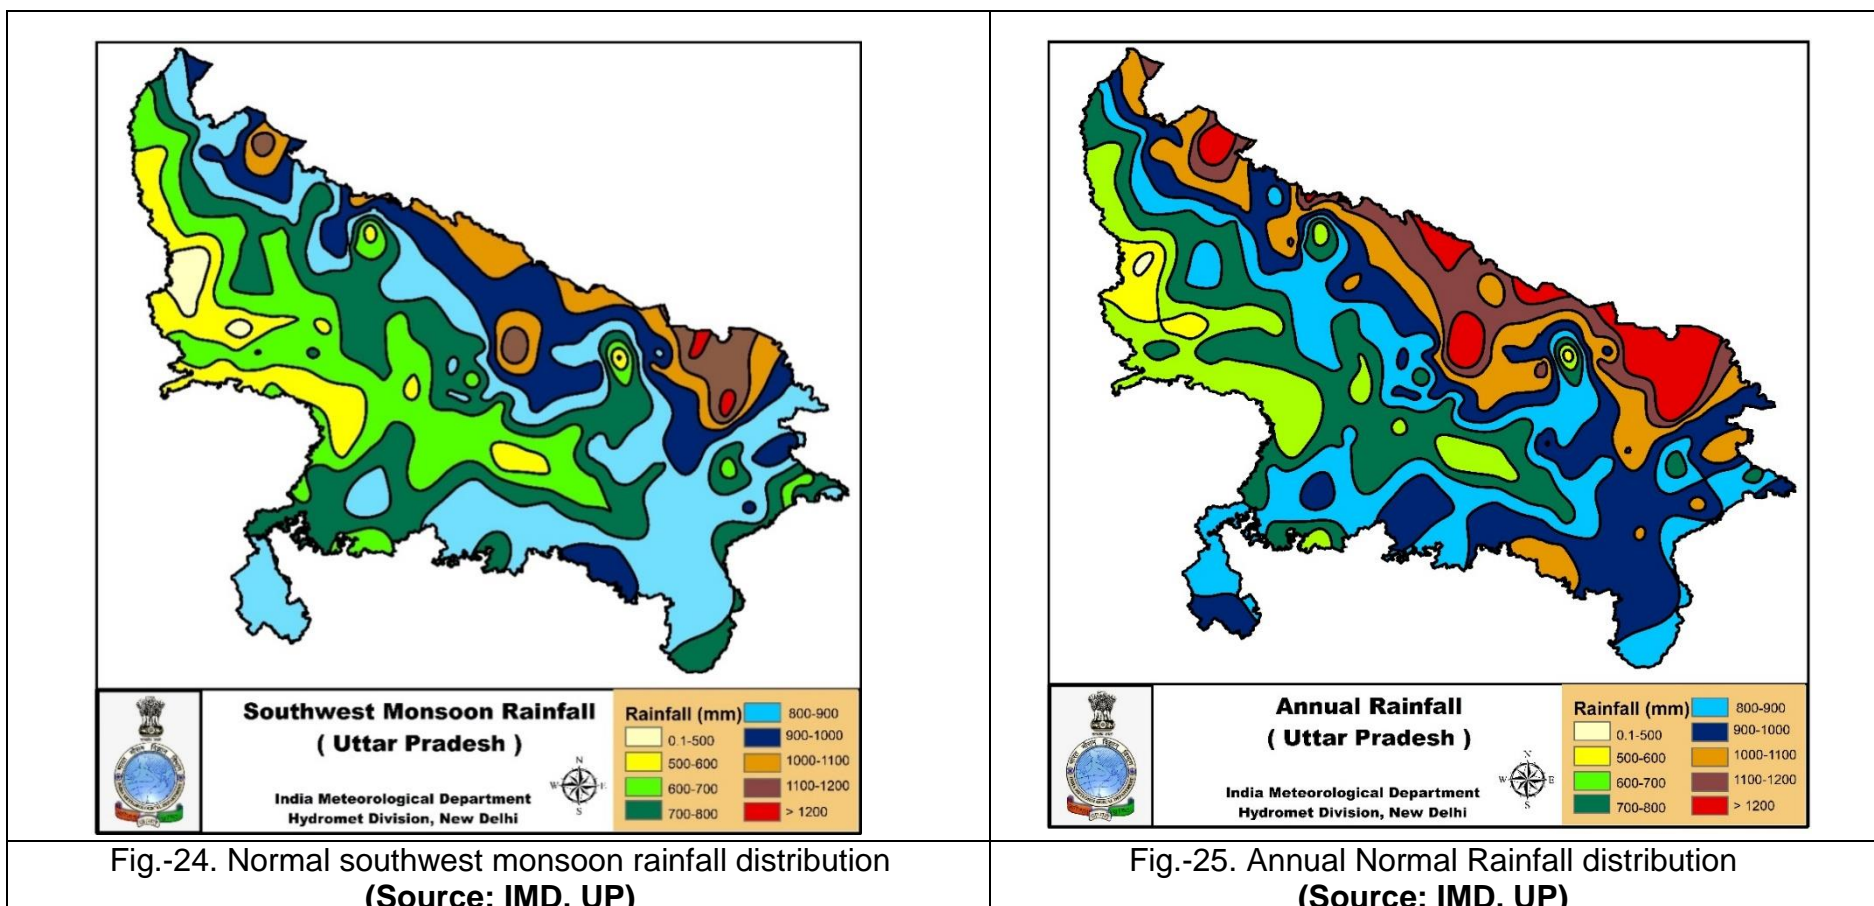 Southwest Monsoon Rainfall
( Uttar Pradesh )
India Meteorological Department
Hydromet Division, New Delhi
N
W E
S
Rainfall (mm)
0.1-500
500-600
600-700
700-800
800-900
900-1000
1000-1100
1100-1200
> 1200
Fig.-24. Normal southwest monsoon rainfall distribution
(Source: IMD, UP)
Annual Rainfall
( Uttar Pradesh )
India Meteorological Department
Hydromet Division, New Delhi
N
W E
S
Rainfall (mm)
0.1-500
500-600
600-700
700-800
800-900
900-1000
1000-1100
1100-1200
> 1200
Fig.-25. Annual Normal Rainfall distribution
(Source: IMD, UP)